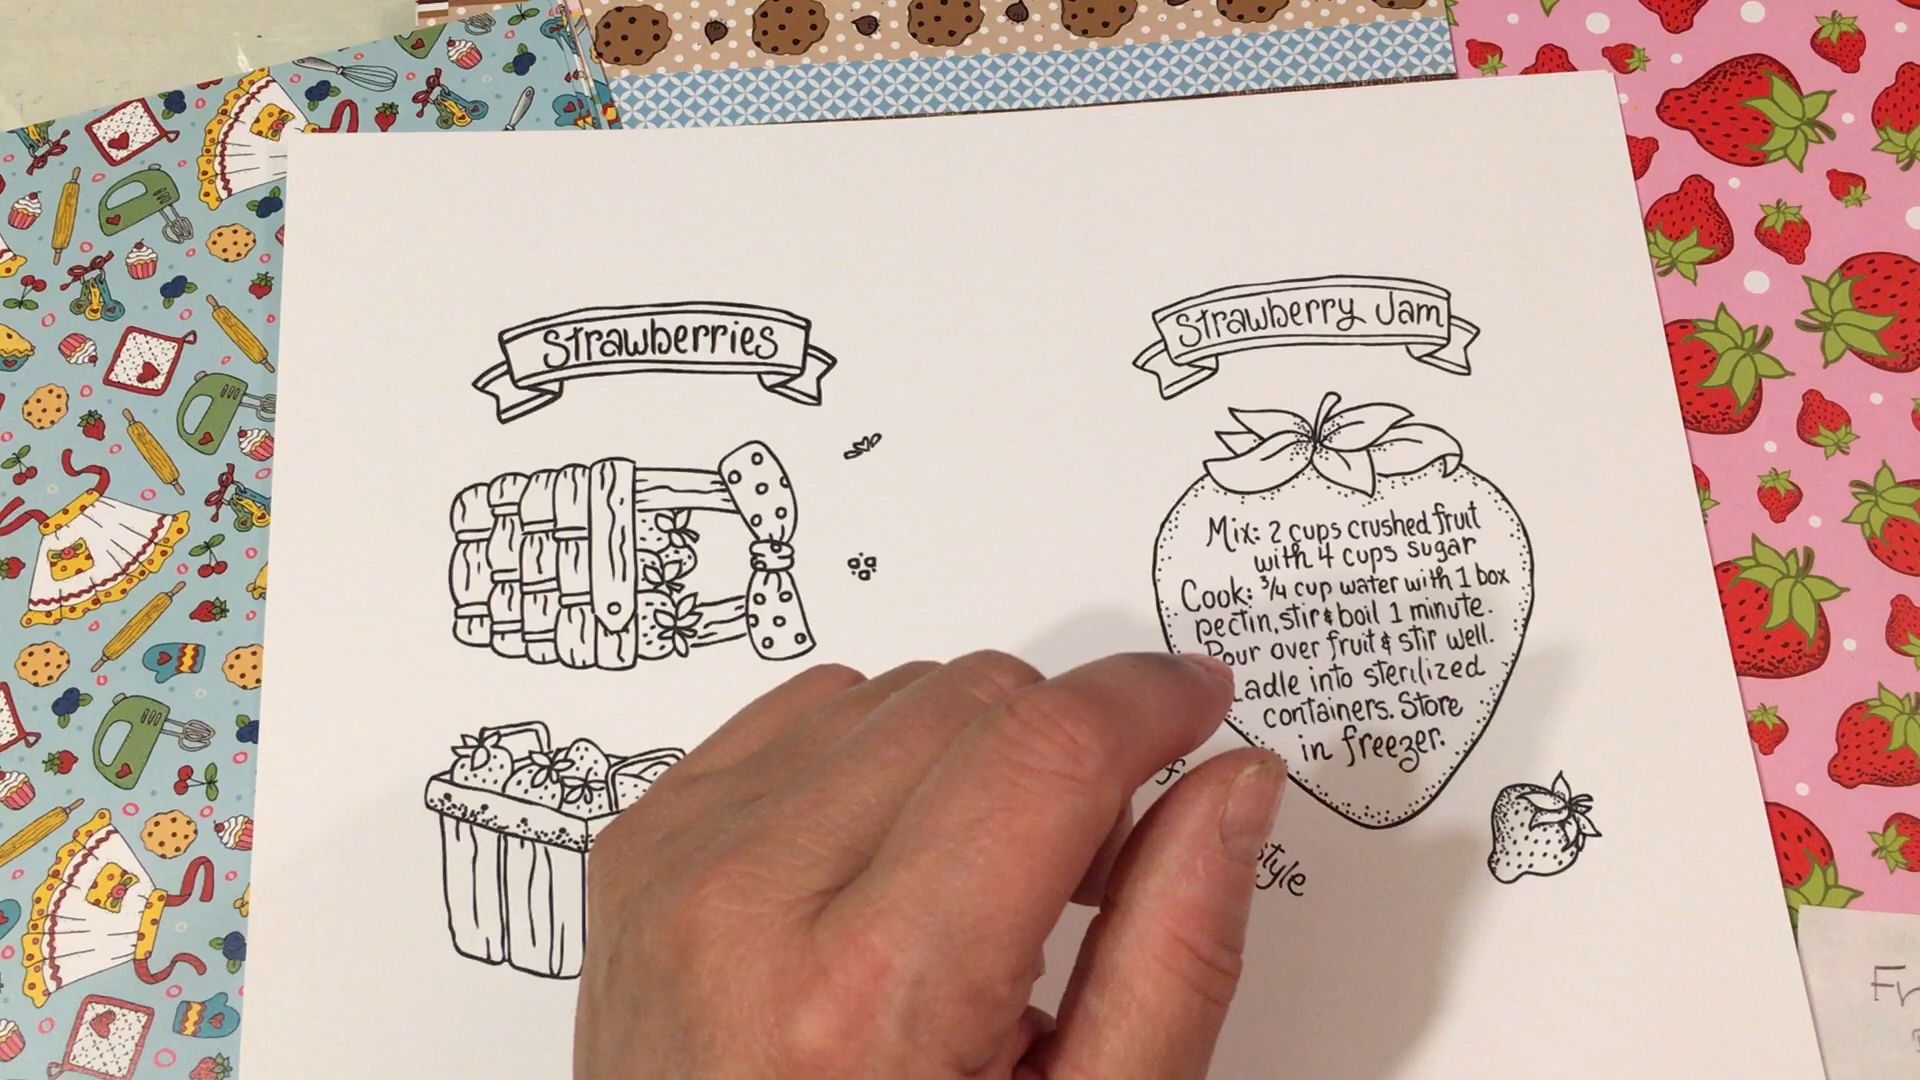 Strawberries
Strawberry Jam
Mix: 2 cups crushed fruit
with 4 cups sugar
Cook: 3/4 cup water with 1 box
pectin, stir & boil 1 minute.
Pour over fruit & stir well.
adle into sterilized
containers. Store
in freezer.
style